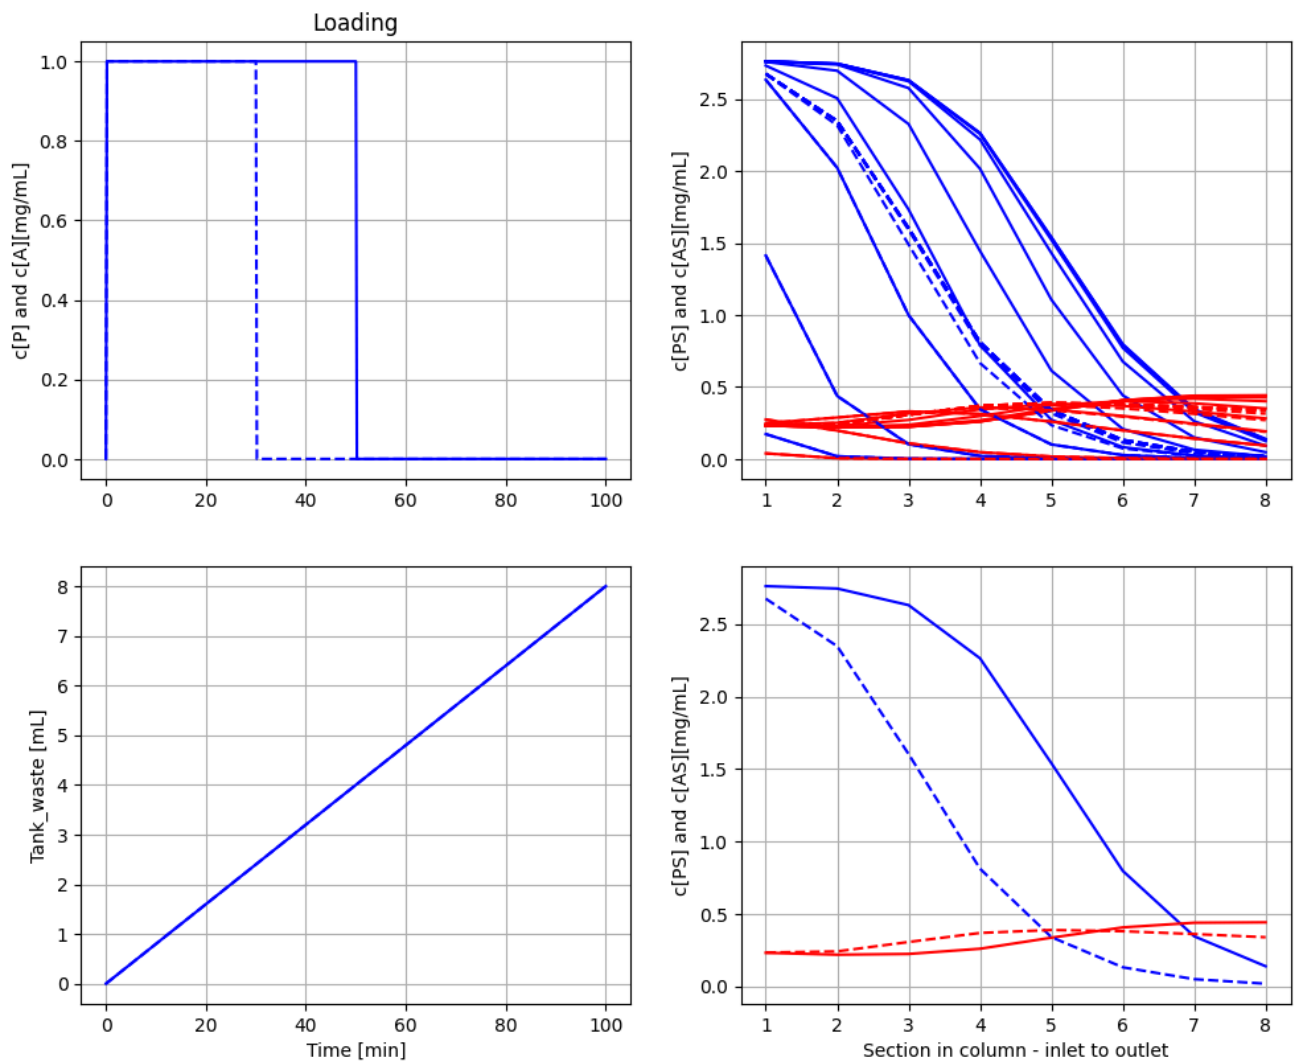 Loading
c[P] and c[A][mg/mL]
1.0
0.8
0.6
0.4
0.2
0.0
0 20 40 60 80 100
c[PS] and c[AS][mg/mL]
2.5
2.0
1.5
1.0
0.5
0.0
1 2 3 4 5 6 7 8
Tank_waste [mL]
8
7
6
5
4
3
2
1
0
0 20 40 60 80 100
Time [min]
c[PS] and c[AS][mg/mL]
2.5
2.0
1.5
1.0
0.5
0.0
1 2 3 4 5 6 7 8
Section in column - inlet to outlet